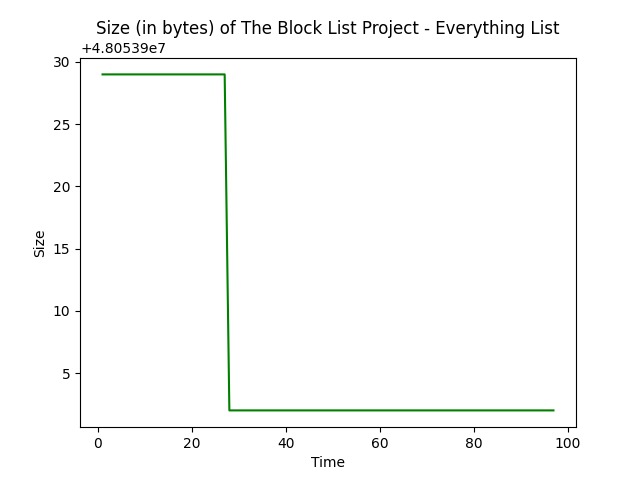 Size (in bytes) of The Block List Project - Everything List
+4.80539e7
30
25
20
15
10
5
Size
0 20 40 60 80 100
Time